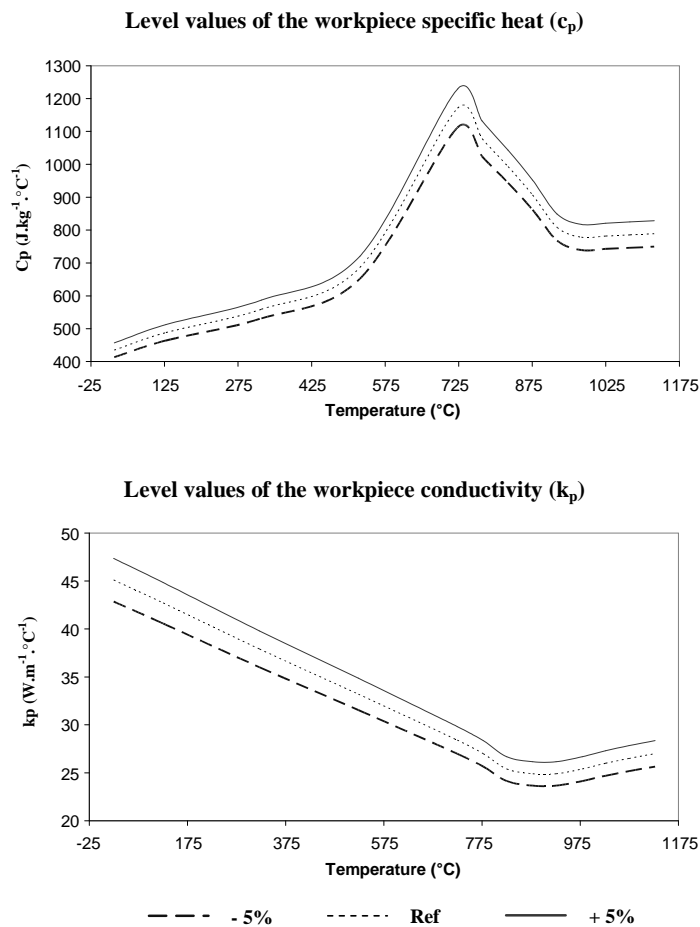 Level values of the workpiece specific heat (cp)
1300
1200
1100
1000
900
800
700
600
500
400
Cp (J.kg-1.°C-1)
-25 125 275 425 575 725 875 1025 1175
Temperature (°C)
Level values of the workpiece conductivity (kp)
50
45
40
35
30
25
20
kp (W.m-1.°C-1)
-25 175 375 575 775 975 1175
Temperature (°C)
- 5% Ref + 5%